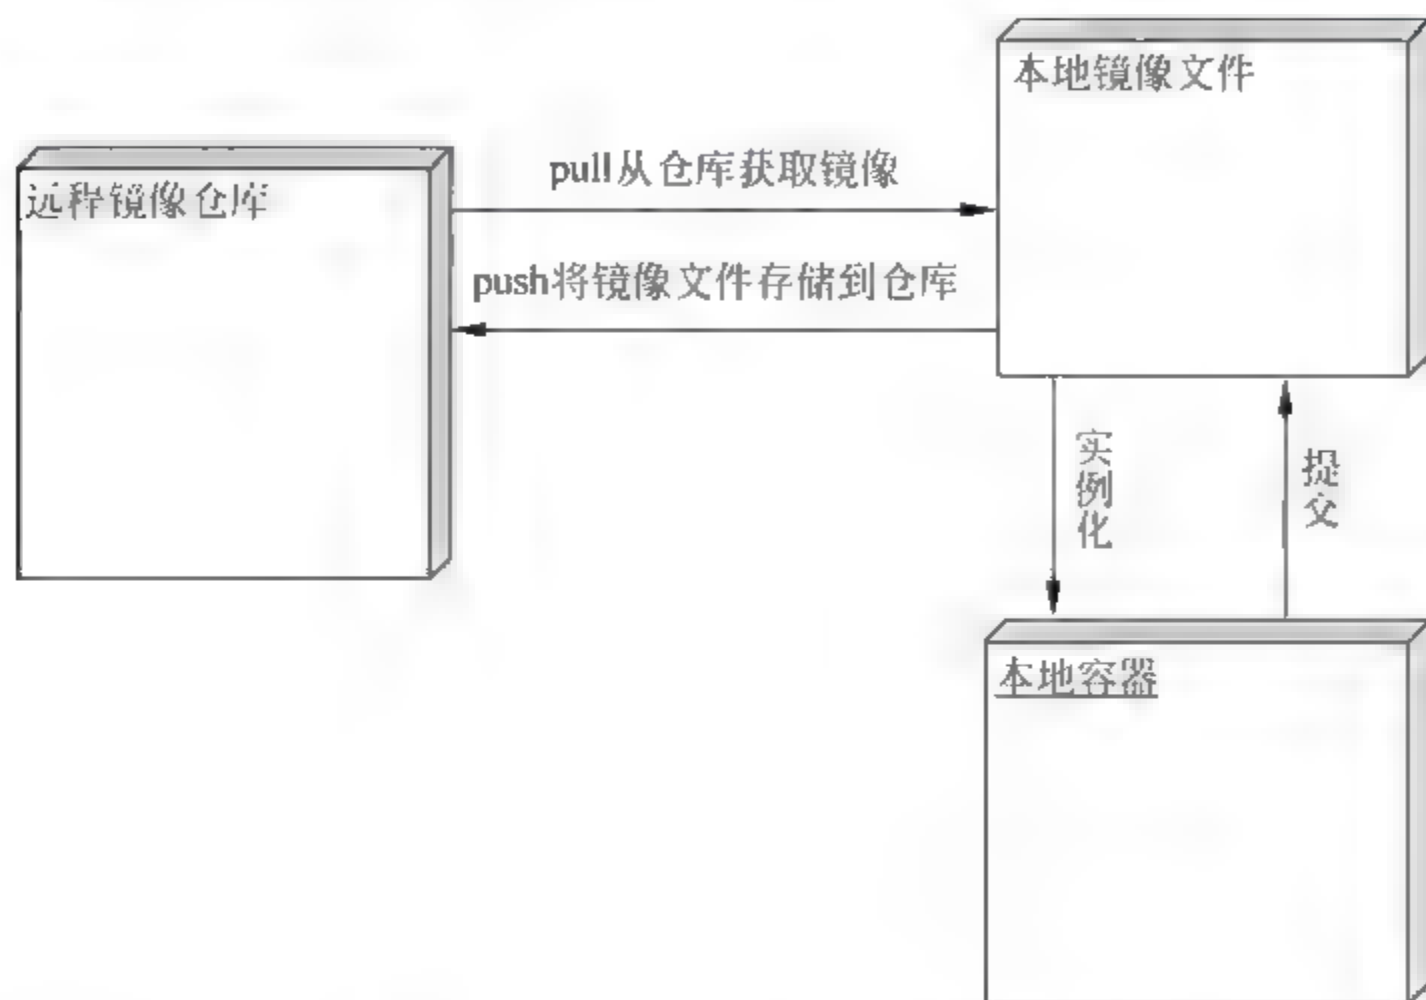 本地镜像文件
远程镜像仓库
pull从仓库获取镜像
push将镜像文件存储到仓库
实例化
提交
本地容器